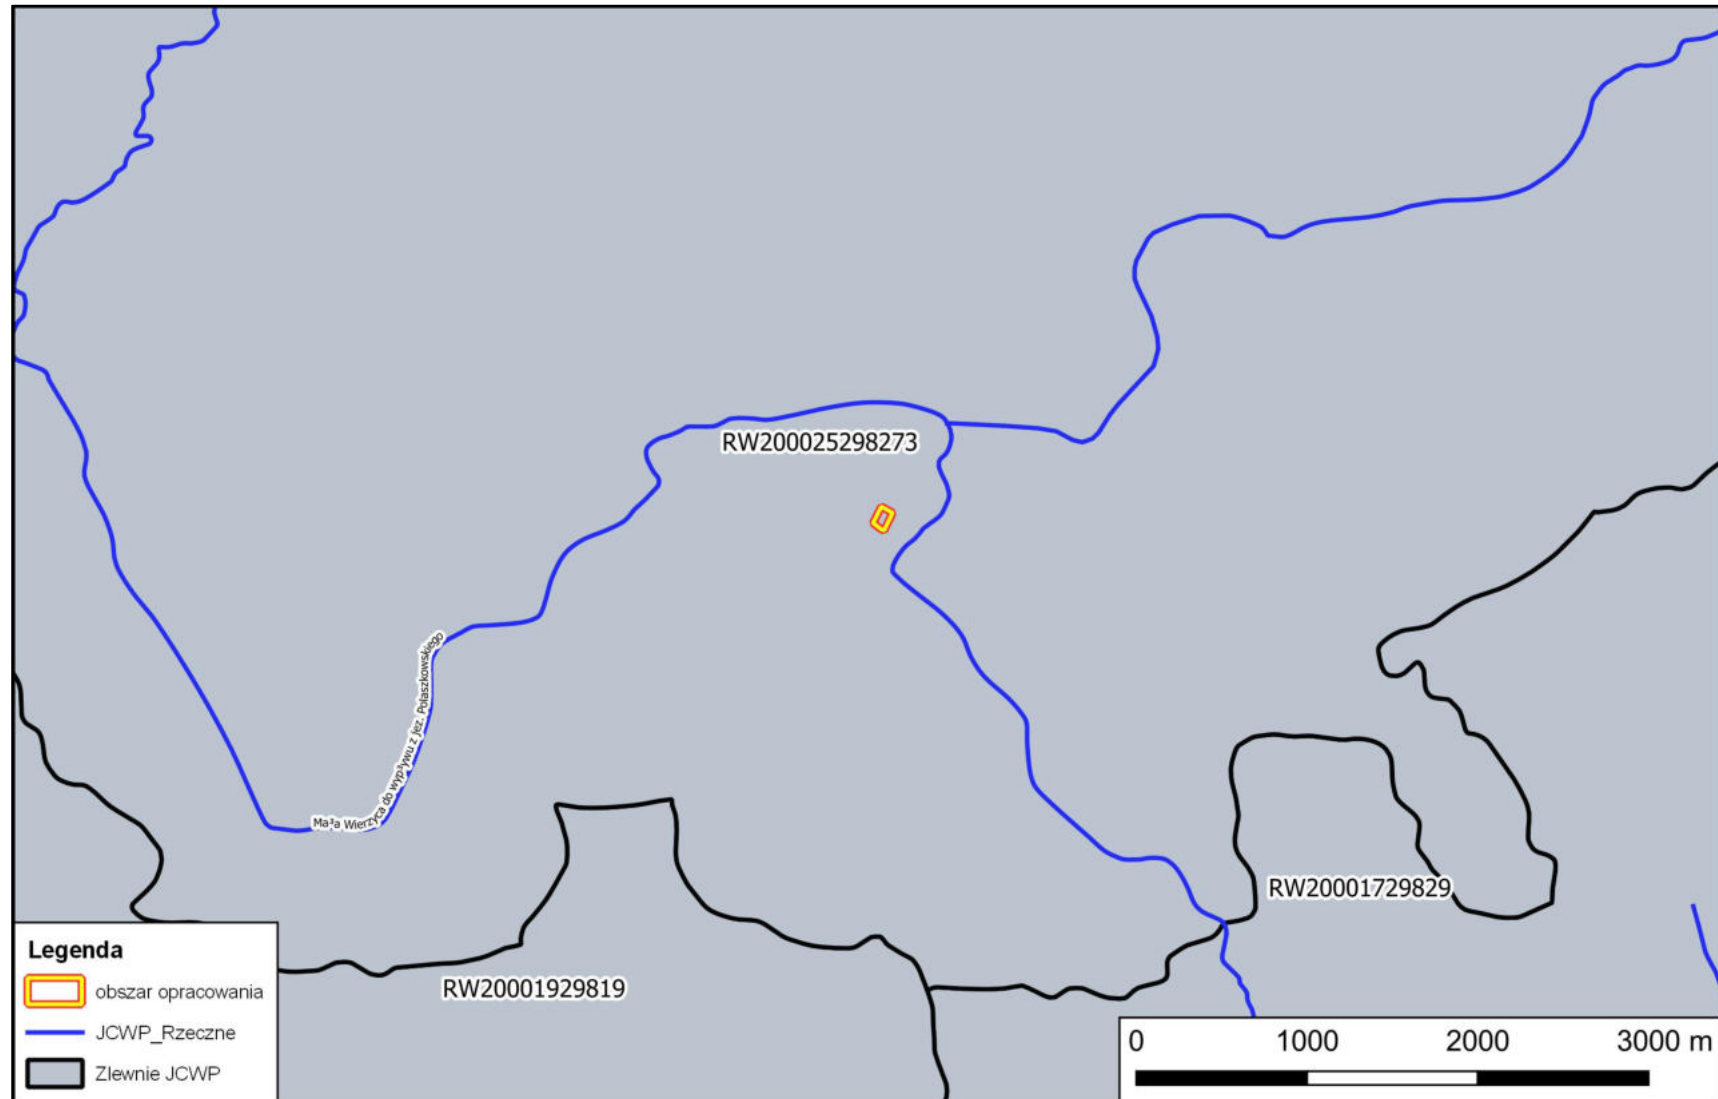 RW200025298273
Ma³a Wierzyca do wyp³ywu z jez. Polaszkowskiego
RW20001729829
RW20001929819
Legenda
obszar opracowania
JCWP_Rzeczne
Zlewnie JCWP
0 1000 2000 3000 m